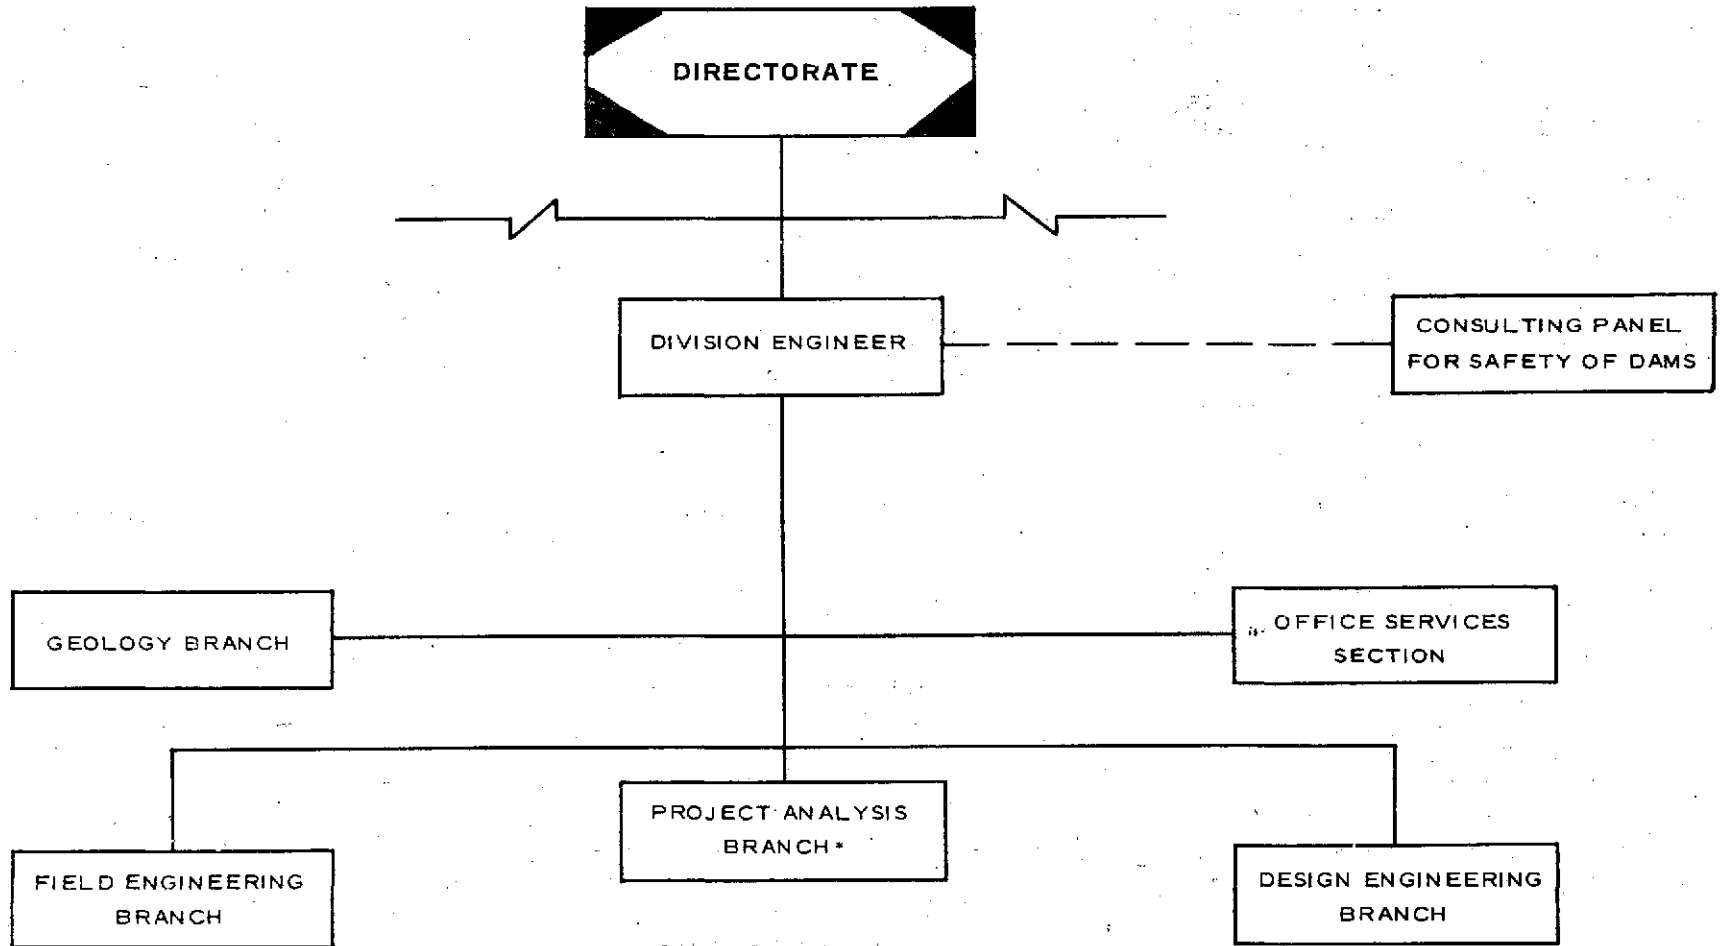 DIRECTORATE
DIVISION ENGINEER
CONSULTING PANEL
FOR SAFETY OF DAMS
GEOLOGY BRANCH
OFFICE SERVICES
SECTION
PROJECT ANALYSIS
BRANCH*
FIELD ENGINEERING
BRANCH
DESIGN ENGINEERING
BRANCH